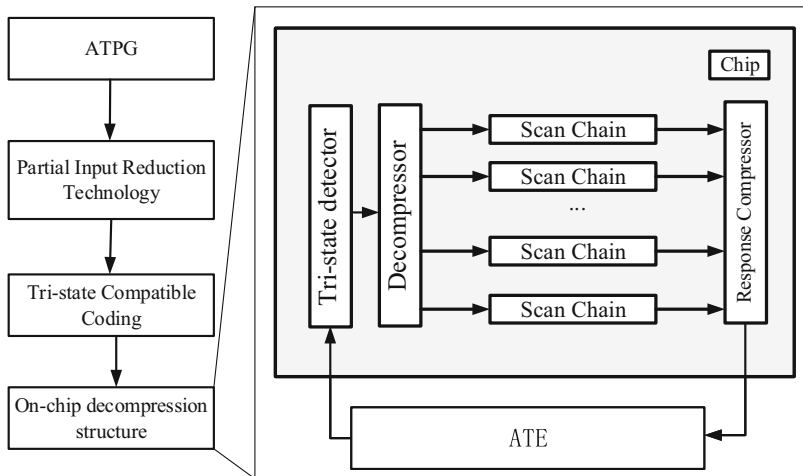 ATPG
Partial Input Reduction
Technology
Tri-state Compatible
Coding
On-chip decompression
structure
Chip
Tri-state detector
Decompressor
Scan Chain
Scan Chain
...
Scan Chain
Scan Chain
Response Compressor
ATE